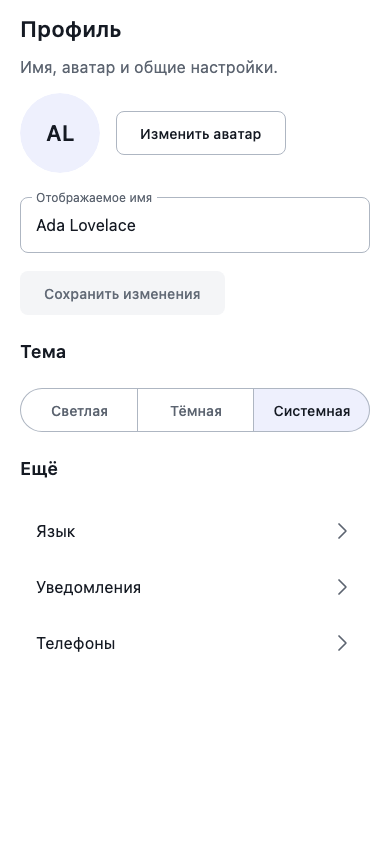 Профиль
Имя, аватар и общие настройки.
AL
Изменить аватар
Отображаемое имя
Ada Lovelace
Сохранить изменения
Тема
Светлая
Тёмная
Системная
Ещё
Язык
Уведомления
Телефоны